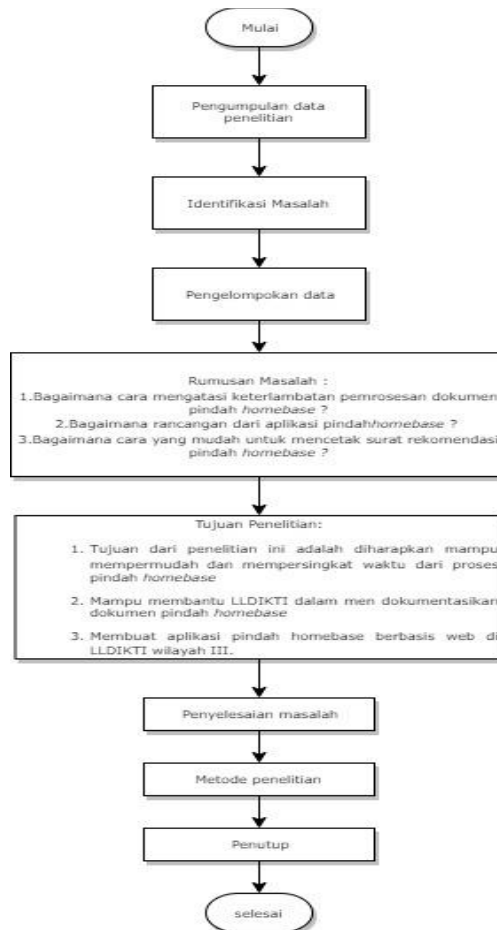 Mulai
Pengumpulan data
penelitian
Identifikasi Masalah
Pengelompokan data
Rumusan Masalah :
1.Bagaimana cara mengatasi keterlambatan pemrosesan dokumen
pindah homebase ?
2.Bagaimana rancangan dari aplikasi pindahhomebase ?
3.Bagaimana cara yang mudah untuk mencetak surat rekomendasi
pindah homebase ?
Tujuan Penelitian:
1. Tujuan dari penelitian ini adalah diharapkan mampu
mempermudah dan mempersingkat waktu dari proses
pindah homebase
2. Mampu membantu LLDIKTI dalam men dokumentasikan
dokumen pindah homebase
3. Membuat aplikasi pindah homebase berbasis web di
LLDIKTI wilayah III.
Penyelesaian masalah
Metode penelitian
Penutup
selesai